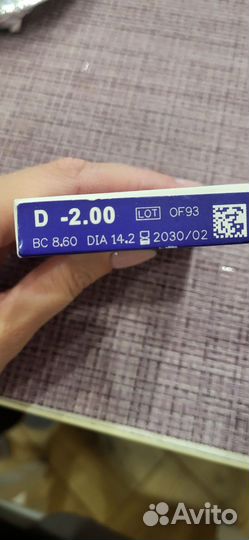 D -2.00 LOT OF93
BC 8.60 DIA 14.2 2030/02
Avito